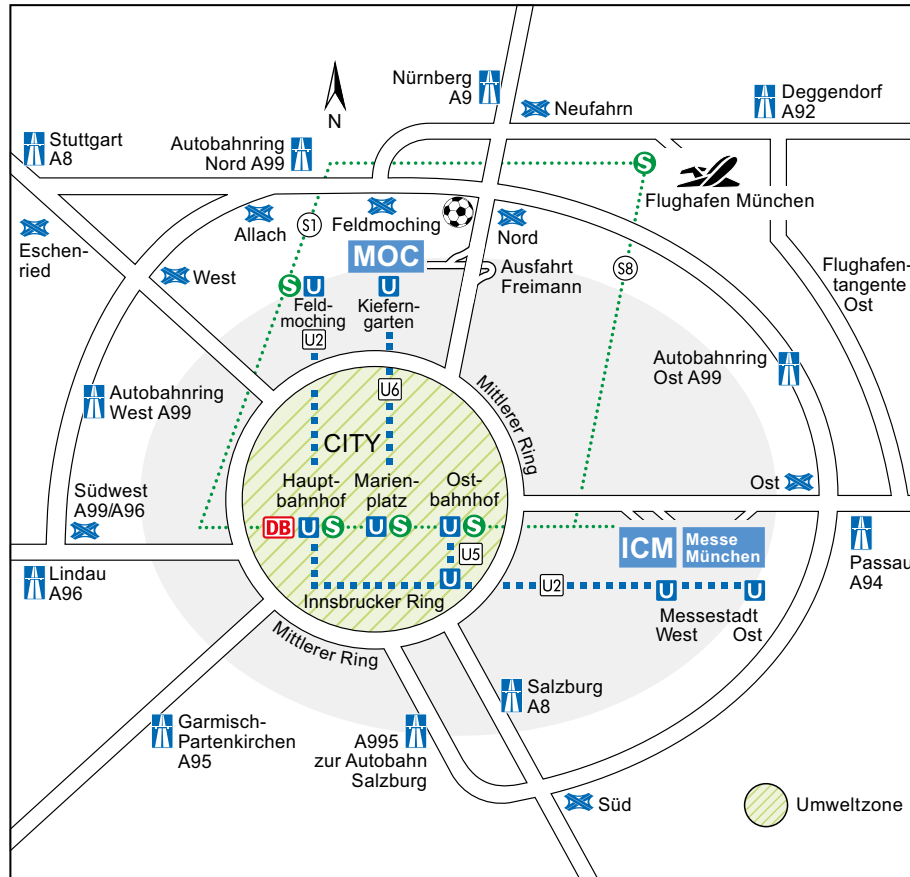 Nürnberg
A9
Deggendorf
A92
Neufahrn
N
Stuttgart
A8
Autobahnring
Nord A99
S
Flughafen München
Allach
Feldmoching
Nord
S1
Eschen-
ried
West
MOC
Ausfahrt
Freimann
S8
Flughafen-
tangente
Ost
S U
Feld-
moching
U2
U
Kiefern-
garten
U6
Autobahnring
Ost A99
Autobahnring
West A99
Mittlerer Ring
CITY
Haupt-
bahnhof
Marien-
platz
Ost-
bahnhof
Ost
Südwest
A99/A96
DB U S
U S
U S
ICM
Messe
München
U5
U
Passau
A94
Lindau
A96
Innsbrucker Ring
U2
U
U
Messestadt
West Ost
Mittlerer Ring
Salzburg
A8
Garmisch-
Partenkirchen
A95
A995
zur Autobahn
Salzburg
Süd
Umweltzone